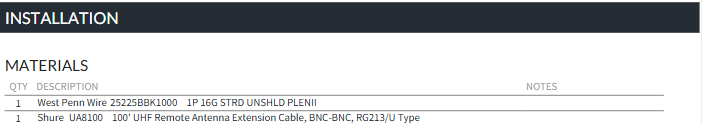 INSTALLATION
MATERIALS
QTY DESCRIPTION NOTES
1 West Penn Wire 25225BBK1000 1P 16G STRD UNSHLD PLENII
1 Shure UA8100 100' UHF Remote Antenna Extension Cable, BNC-BNC, RG213/U Type